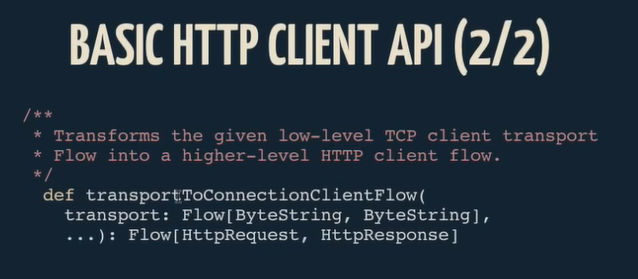 BASIC HTTP CLIENT API (2/2)
/**
* Transforms the given low-level TCP client transport
* Flow into a higher-level HTTP client flow.
*/
def transportToConnectionClientFlow(
transport: Flow[ByteString, ByteString],
...): Flow[HttpRequest, HttpResponse]